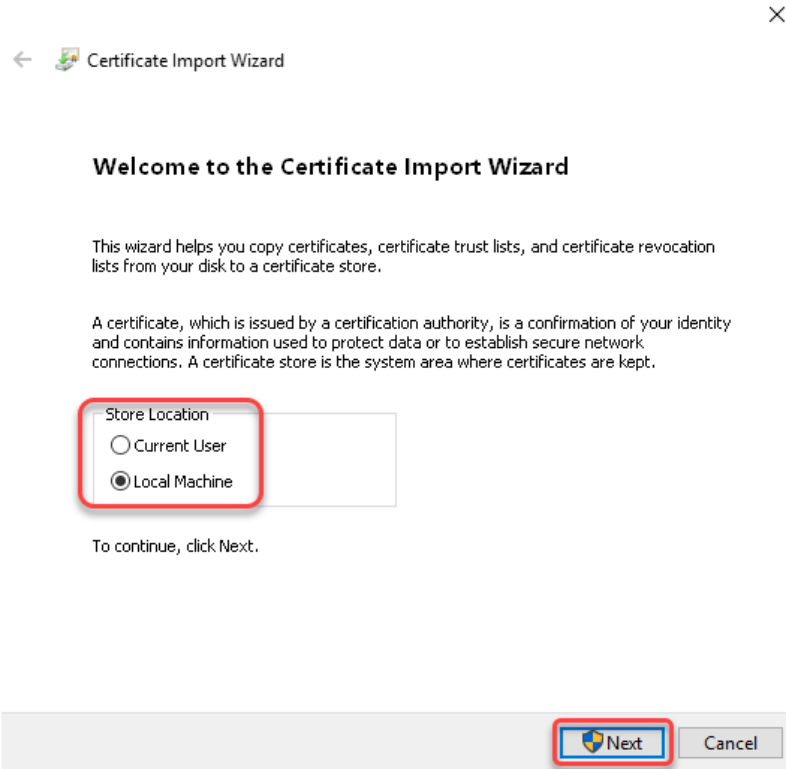 Certificate Import Wizard
Welcome to the Certificate Import Wizard
This wizard helps you copy certificates, certificate trust lists, and certificate revocation
lists from your disk to a certificate store.
A certificate, which is issued by a certification authority, is a confirmation of your identity
and contains information used to protect data or to establish secure network
connections. A certificate store is the system area where certificates are kept.
Store Location
Current User
Local Machine
To continue, click Next.
Next
Cancel